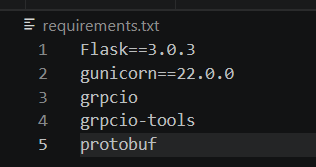 requirements.txt
1 Flask==3.0.3
2 gunicorn==22.0.0
3 grpcio
4 grpcio-tools
5 protobuf